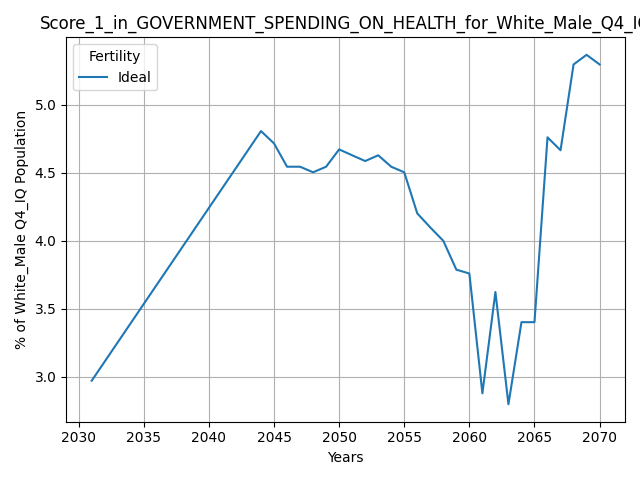 Score_1_in_GOVERNMENT_SPENDING_ON_HEALTH_for_White_Male_Q4_IQ
Fertility
Ideal
% of White_Male Q4_IQ Population
5.0
4.5
4.0
3.5
3.0
2030 2035 2040 2045 2050 2055 2060 2065 2070
Years